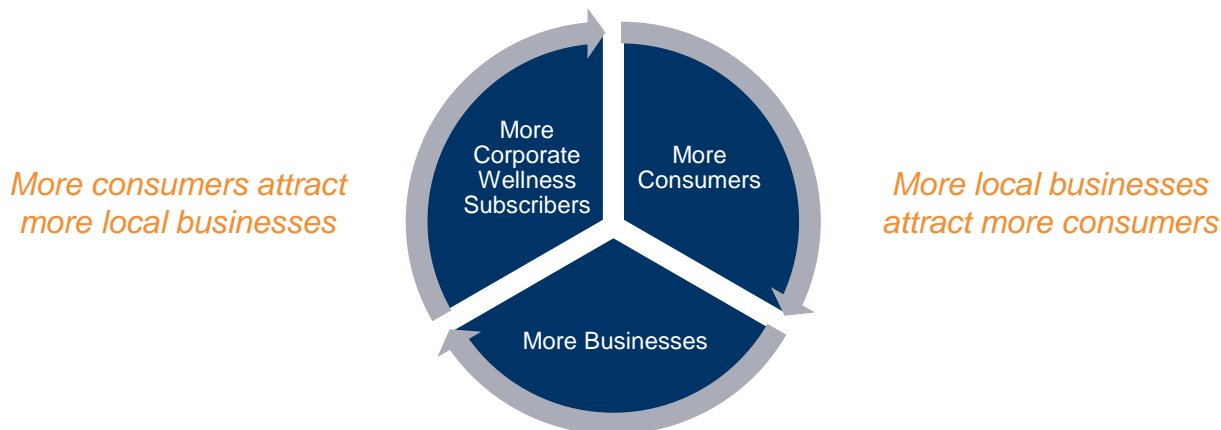 More consumers attract
more local businesses
More
Corporate
Wellness
Subscribers
More
Consumers
More Businesses
More local businesses
attract more consumers